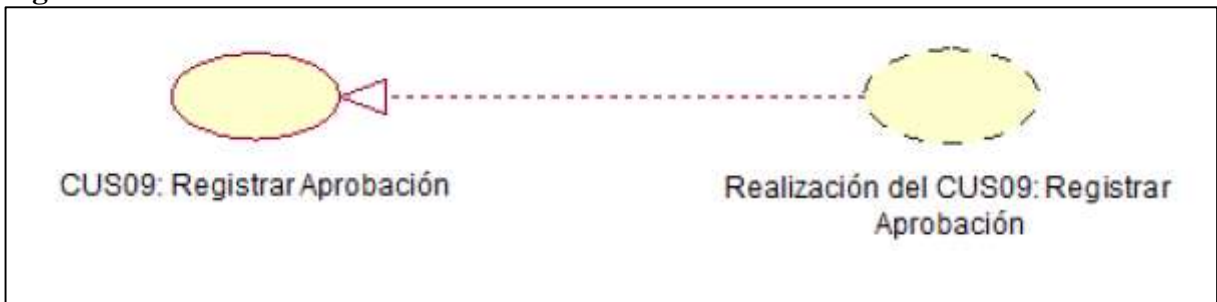 CUS09: Registrar Aprobación
Realización del CUS09: Registrar
Aprobación